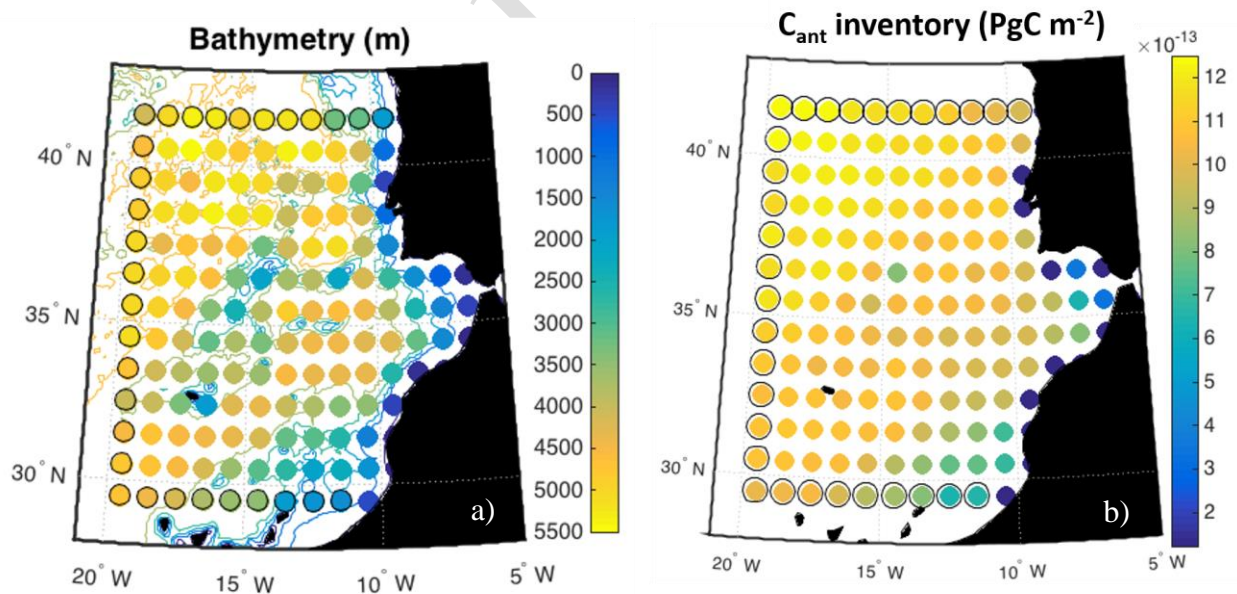 Bathymetry (m)
0
500
1000
1500
2000
2500
3000
3500
4000
4500
5000
5500
40° N
35° N
30° N
20° W
15° W
10° W
5° W
a)
Cant inventory (PgC m-2)
×10-13
12
11
10
9
8
7
6
5
4
3
2
40° N
35° N
30° N
20° W
15° W
10° W
5° W
b)